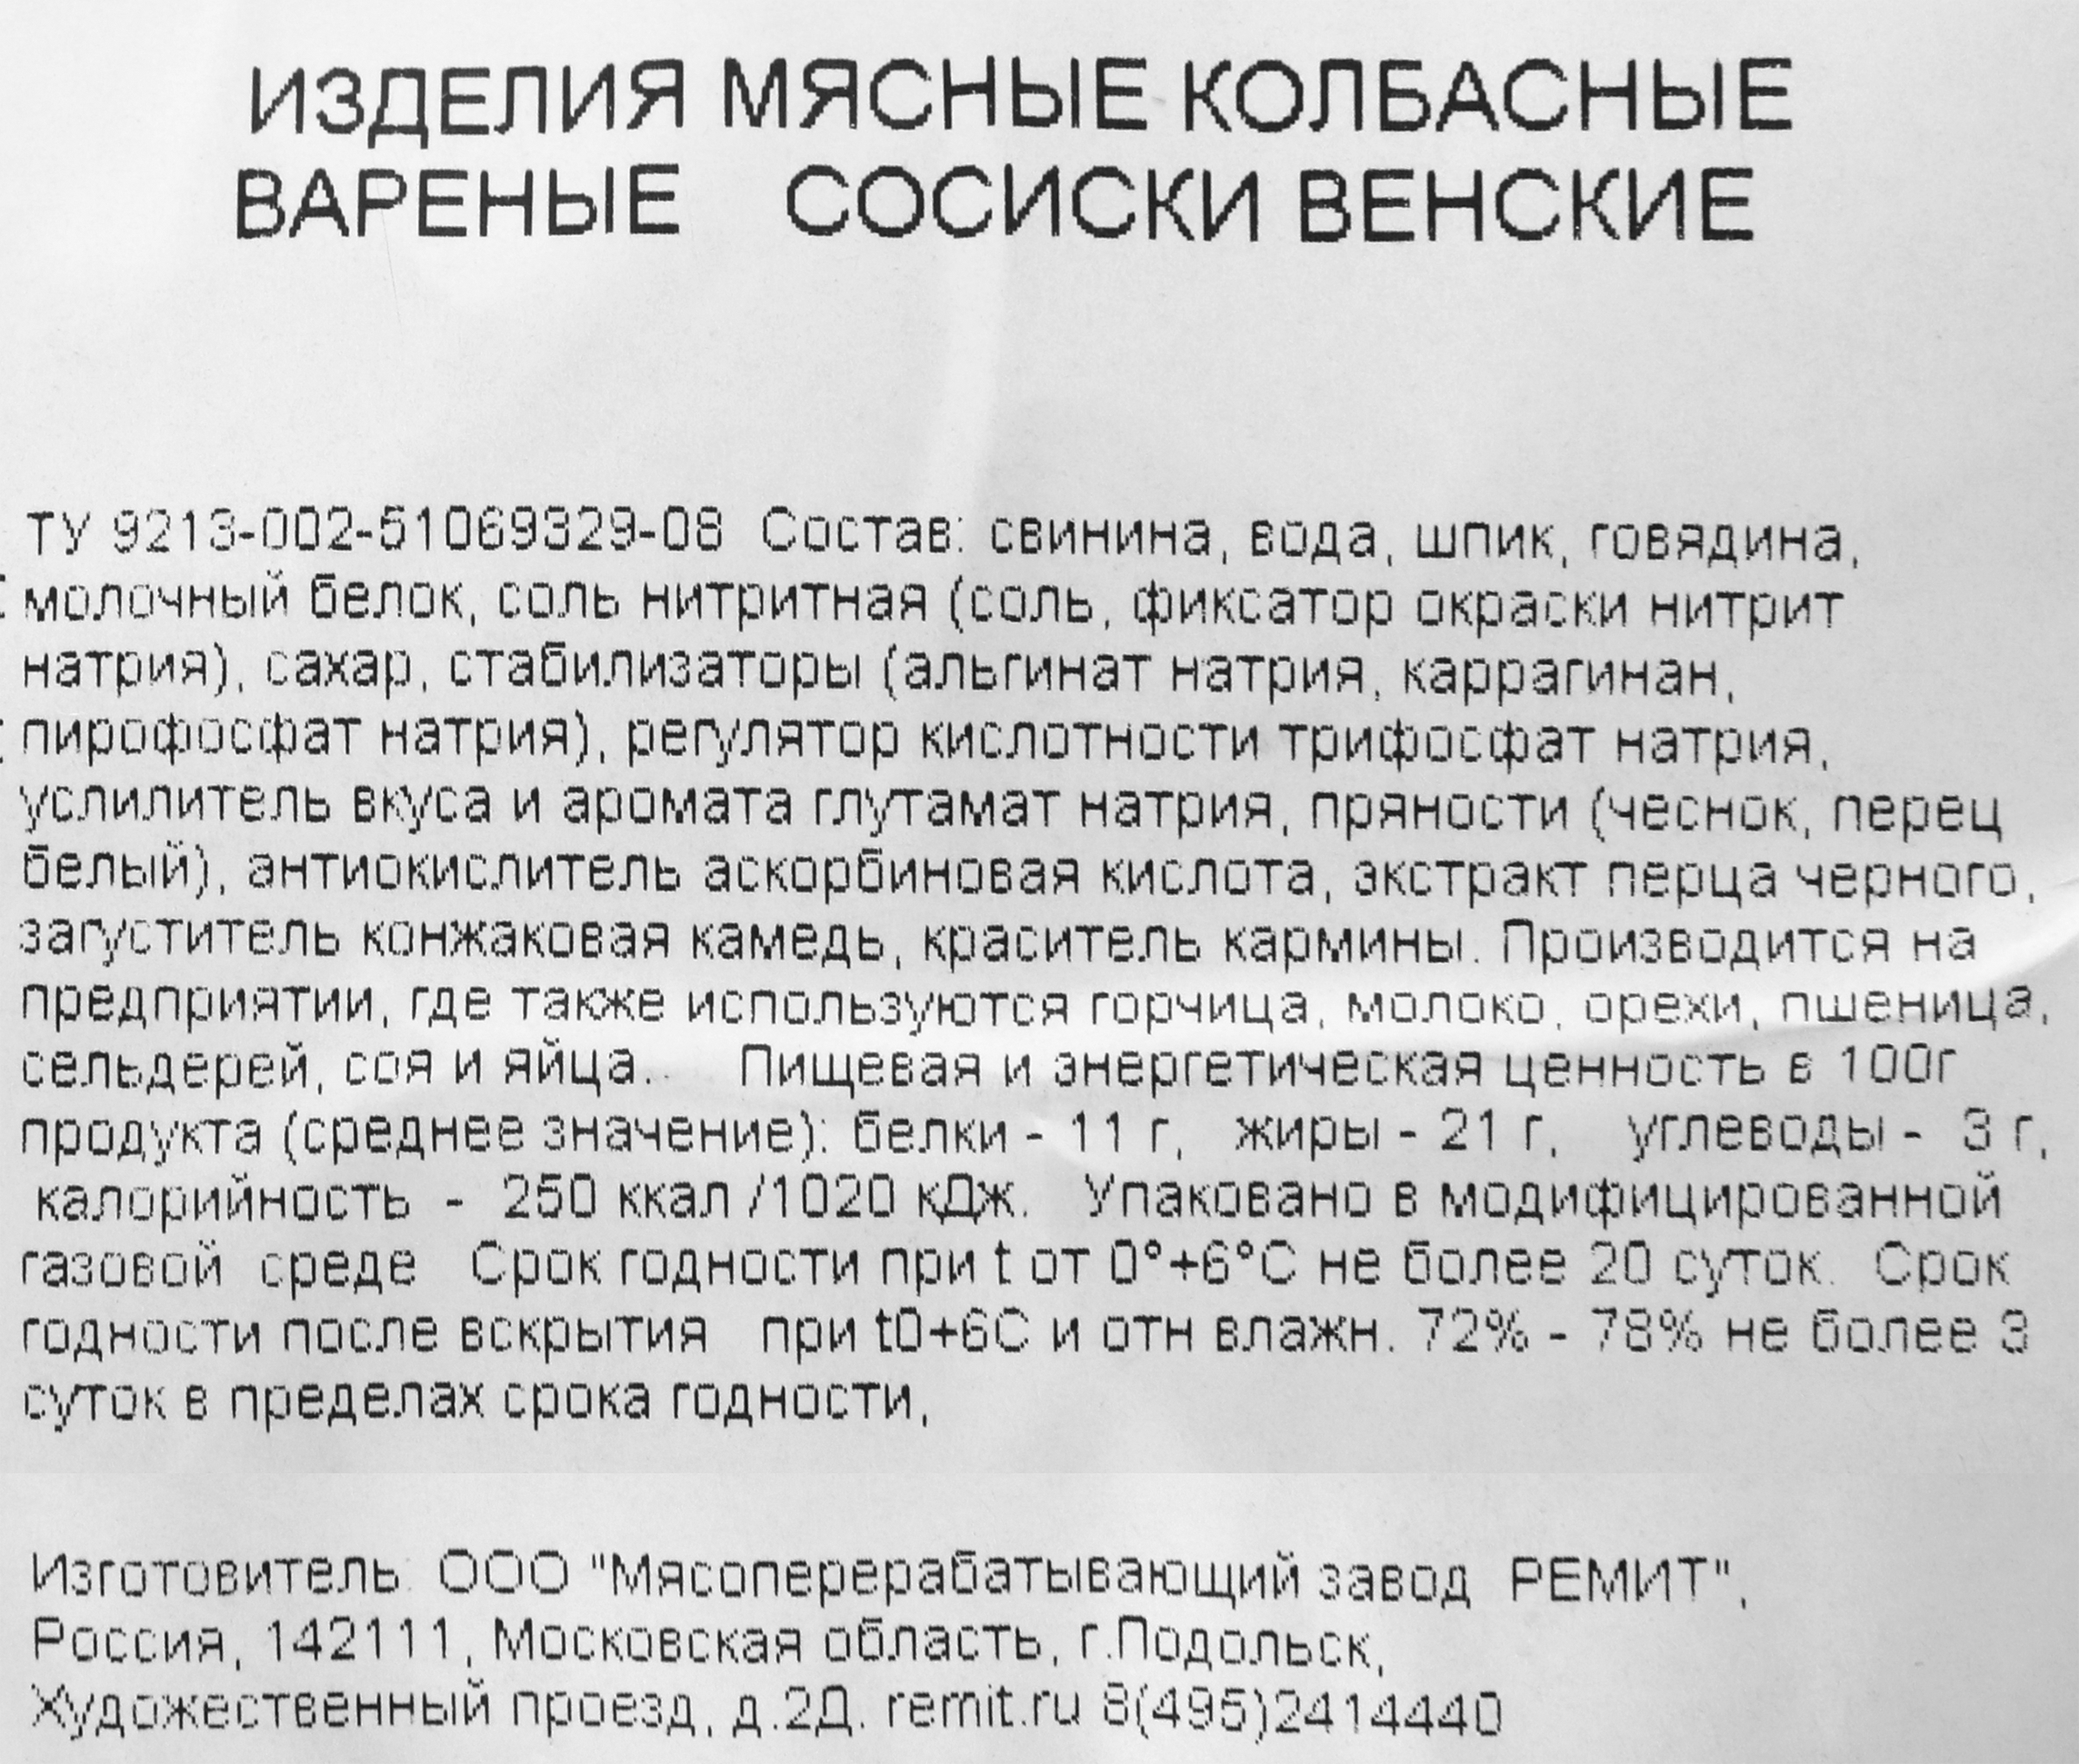 ИЗДЕЛИЯ МЯСНЫЕ КОЛБАСНЫЕ
ВАРЕНЫЕ СОСИСКИ ВЕНСКИЕ
ТУ 9213-002-51069329-08 Состав: свинина, вода, шпик, говядина,
молочный белок, соль нитритная (соль, фиксатор окраски нитрит
натрия), сахар, стабилизаторы (альгинат натрия, каррагинан,
пирофосфат натрия), регулятор кислотности трифосфат натрия,
услилитель вкуса и аромата глутамат натрия, пряности (чеснок, перец
белый), антиокислитель аскорбиновая кислота, экстракт перца черного,
загуститель конжаковая камедь, краситель кармины. Производится на
предприятии, где также используются горчица, молоко, орехи, пшеница,
сельдерей, соя и яйца.. Пищевая и энергетическая ценность в 100г
продукта (среднее значение): белки - 11 г, жиры - 21 г, углеводы - 3 г,
калорийность - 250 ккал /1020 кДж. Упаковано в модифицированной
газовой среде Срок годности при t от 0°+6°С не более 20 суток. Срок
годности после вскрытия при t0+6С и отн влажн. 72% - 78% не более 3
суток в пределах срока годности,
Изготовитель: ООО "Мясоперерабатывающий завод РЕМИТ",
Россия, 142111, Московская область, г.Подольск,
Художественный проезд, д.2Д. remit.ru 8(495)2414440